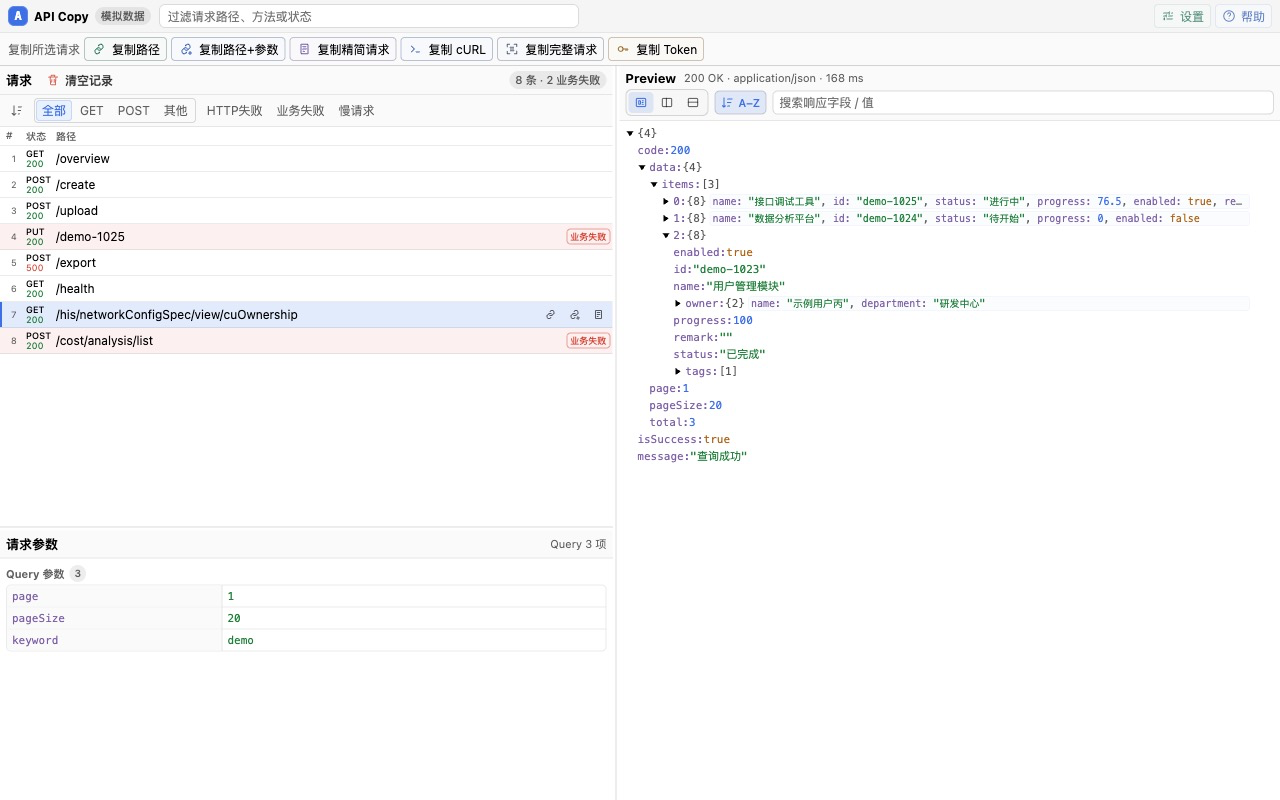 A API Copy 模拟数据 过滤请求路径、方法或状态 设置 帮助
复制所选请求 复制路径 复制路径+参数 复制精简请求 复制 cURL 复制完整请求 复制 Token
请求 清空记录 8 条 · 2 业务失败
全部 GET POST 其他 HTTP失败 业务失败 慢请求
# 状态 路径
1 GET 200 /overview
2 POST 200 /create
3 POST 200 /upload
4 PUT 200 /demo-1025 业务失败
5 POST 500 /export
6 GET 200 /health
7 GET 200 /his/networkConfigSpec/view/cuOwnership
8 POST 200 /cost/analysis/list 业务失败
请求参数 Query 3 项
Query 参数 3
page 1
pageSize 20
keyword demo
Preview 200 OK · application/json · 168 ms
A–Z 搜索响应字段 / 值
{4}
code:200
data:{4}
items:[3]
0:{8} name: "接口调试工具", id: "demo-1025", status: "进行中", progress: 76.5, enabled: true, re…
1:{8} name: "数据分析平台", id: "demo-1024", status: "待开始", progress: 0, enabled: false
2:{8}
enabled:true
id:"demo-1023"
name:"用户管理模块"
owner:{2} name: "示例用户丙", department: "研发中心"
progress:100
remark:""
status:"已完成"
tags:[1]
page:1
pageSize:20
total:3
isSuccess:true
message:"查询成功"